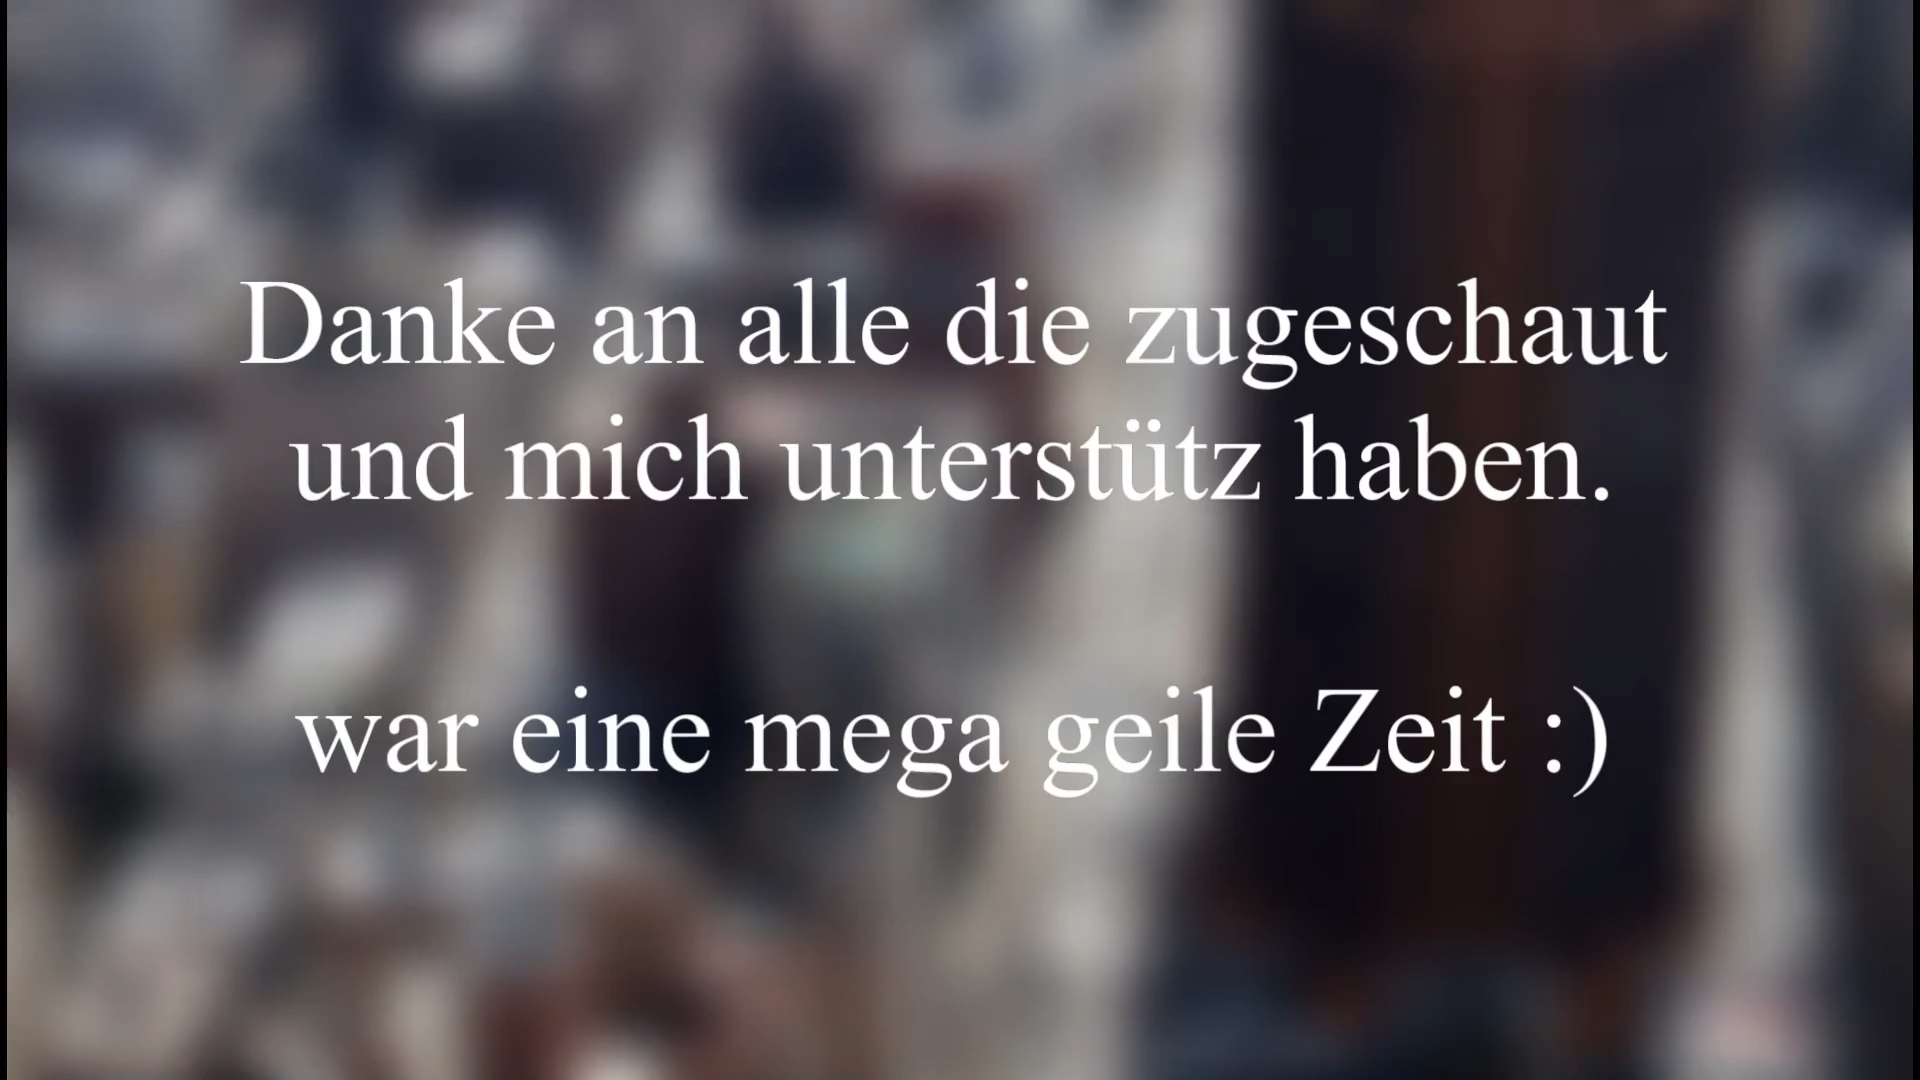 Danke an alle die zugeschaut
und mich unterstütz haben.
war eine mega geile Zeit :)